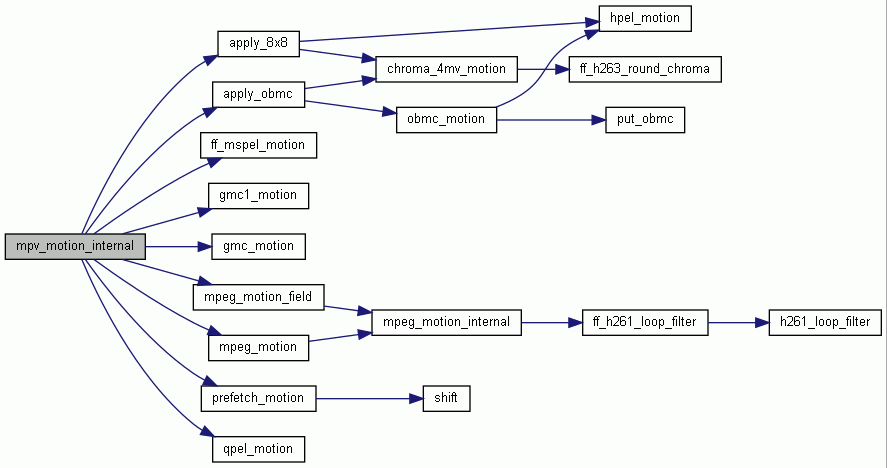 hpel_motion
apply_8x8
chroma_4mv_motion
ff_h263_round_chroma
apply_obmc
obmc_motion
put_obmc
ff_mspel_motion
gmc1_motion
mpv_motion_internal
gmc_motion
mpeg_motion_field
mpeg_motion_internal
ff_h261_loop_filter
h261_loop_filter
mpeg_motion
prefetch_motion
shift
qpel_motion